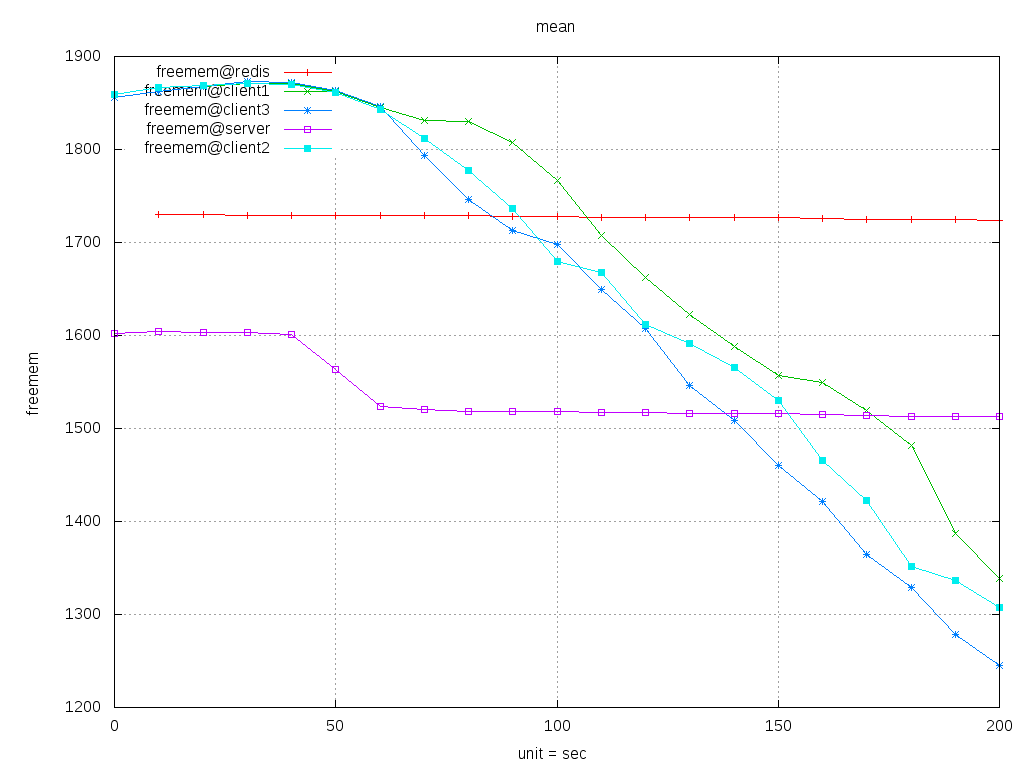 mean
1900
freemem@redis
freemem@client1
freemem@client3
freemem@server
freemem@client2
1800
1700
1600
1500
1400
1300
1200
freemem
0 50 100 150 200
unit = sec